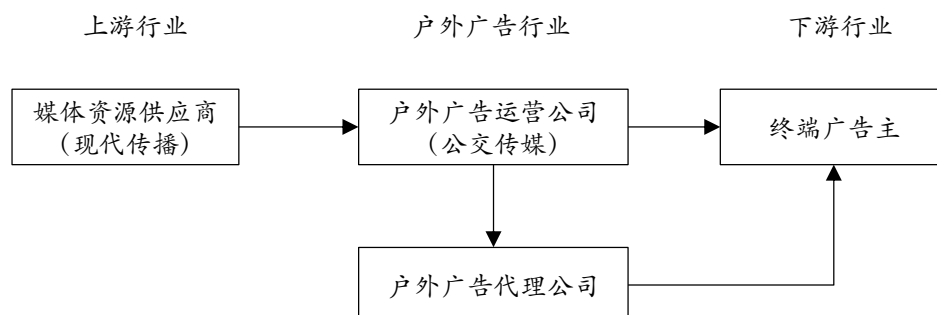 上游行业
户外广告行业
下游行业
媒体资源供应商
（现代传播）
户外广告运营公司
（公交传媒）
终端广告主
户外广告代理公司